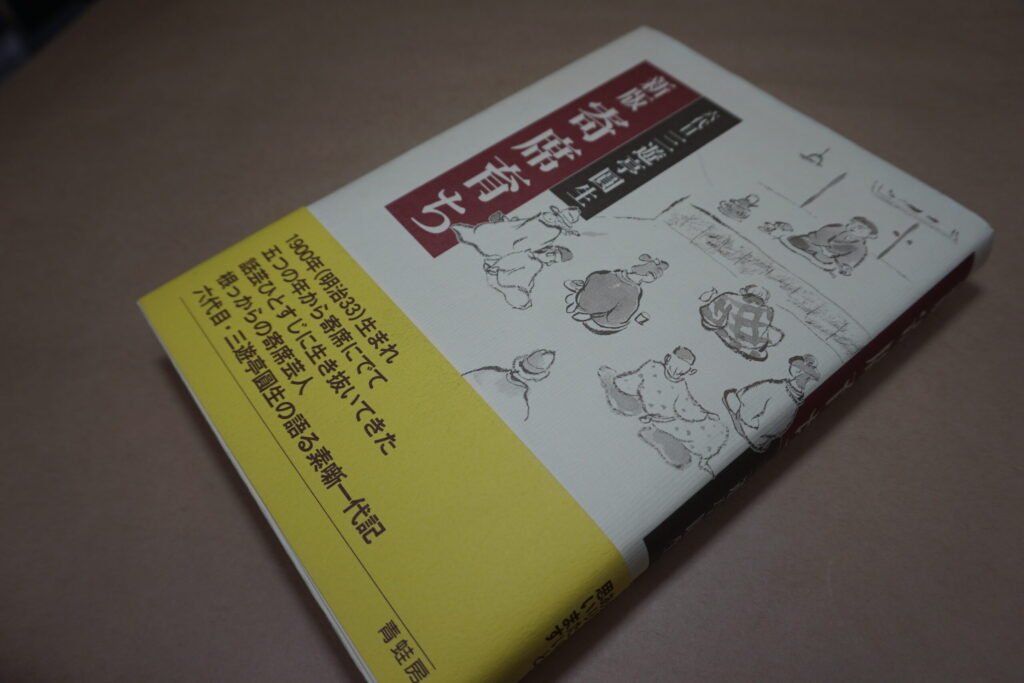 新版 寄席育ち
六代目 三遊亭圓生
1900年(明治33)生まれ
五つの年から寄席にでて
話芸ひとすじに生き抜いてきた
根っからの寄席芸人
六代目・三遊亭圓生の語る素噺一代記
青蛙房